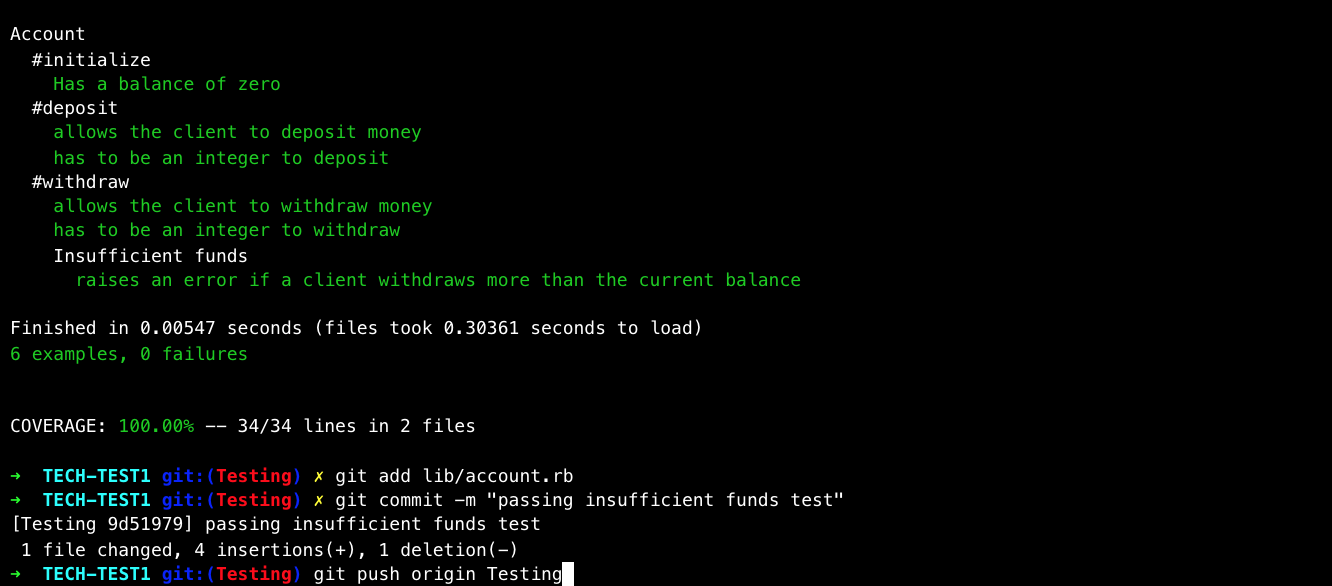 Account
#initialize
Has a balance of zero
#deposit
allows the client to deposit money
has to be an integer to deposit
#withdraw
allows the client to withdraw money
has to be an integer to withdraw
Insufficient funds
raises an error if a client withdraws more than the current balance
Finished in 0.00547 seconds (files took 0.30361 seconds to load)
6 examples, 0 failures
COVERAGE: 100.00% -- 34/34 lines in 2 files
→ TECH-TEST1 git:(Testing) ✗ git add lib/account.rb
→ TECH-TEST1 git:(Testing) ✗ git commit -m "passing insufficient funds test"
[Testing 9d51979] passing insufficient funds test
1 file changed, 4 insertions(+), 1 deletion(-)
→ TECH-TEST1 git:(Testing) git push origin Testing